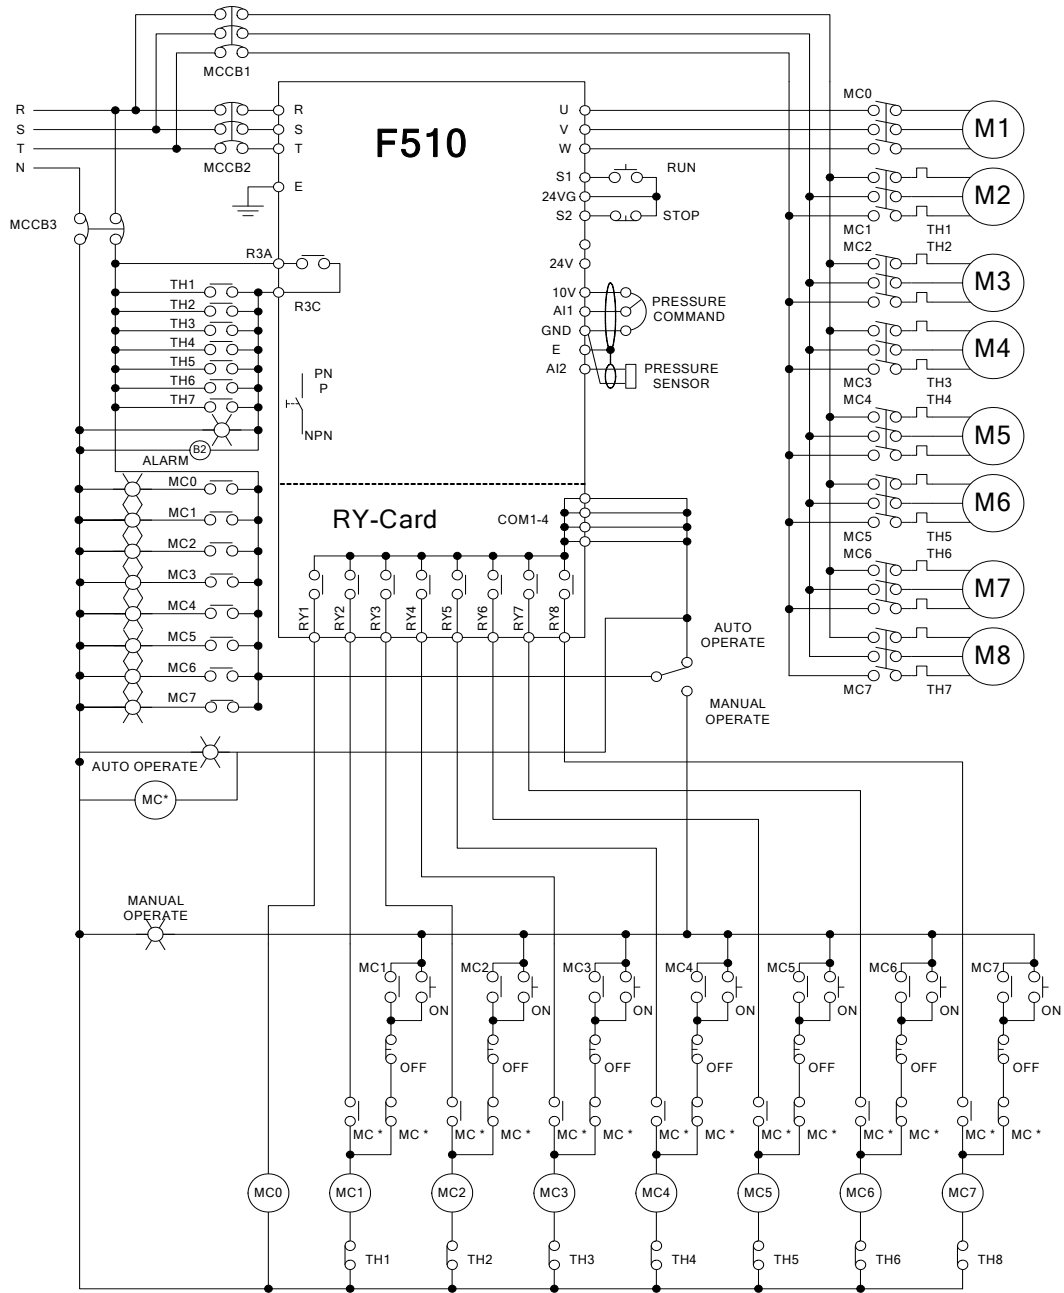 MCCB1
R
S
T
N
MCCB2
R
S
T
F510
U
V
W
MC0
M1
E
S1
RUN
24VG
S2
STOP
M2
MC1
TH1
MCCB3
R3A
24V
MC2
TH2
M3
TH1
R3C
10V
AI1
GND
E
AI2
PRESSURE
COMMAND
PRESSURE
SENSOR
TH2
TH3
TH4
TH5
TH6
TH7
PN
P
NPN
M4
MC3
TH3
MC4
TH4
M5
B2
ALARM
MC0
MC1
MC2
MC3
MC4
MC5
MC6
MC7
RY-Card
COM1-4
M6
MC5
TH5
MC6
TH6
M7
RY1
RY2
RY3
RY4
RY5
RY6
RY7
RY8
AUTO
OPERATE
M8
MC7
TH7
MANUAL
OPERATE
AUTO OPERATE
MC*
MANUAL
OPERATE
MC1
MC2
MC3
MC4
MC5
MC6
MC7
ON
ON
ON
ON
ON
ON
ON
OFF
OFF
OFF
OFF
OFF
OFF
OFF
MC *
MC *
MC *
MC *
MC *
MC *
MC *
MC *
MC *
MC *
MC *
MC *
MC *
MC *
MC0
MC1
MC2
MC3
MC4
MC5
MC6
MC7
TH1
TH2
TH3
TH4
TH5
TH6
TH8